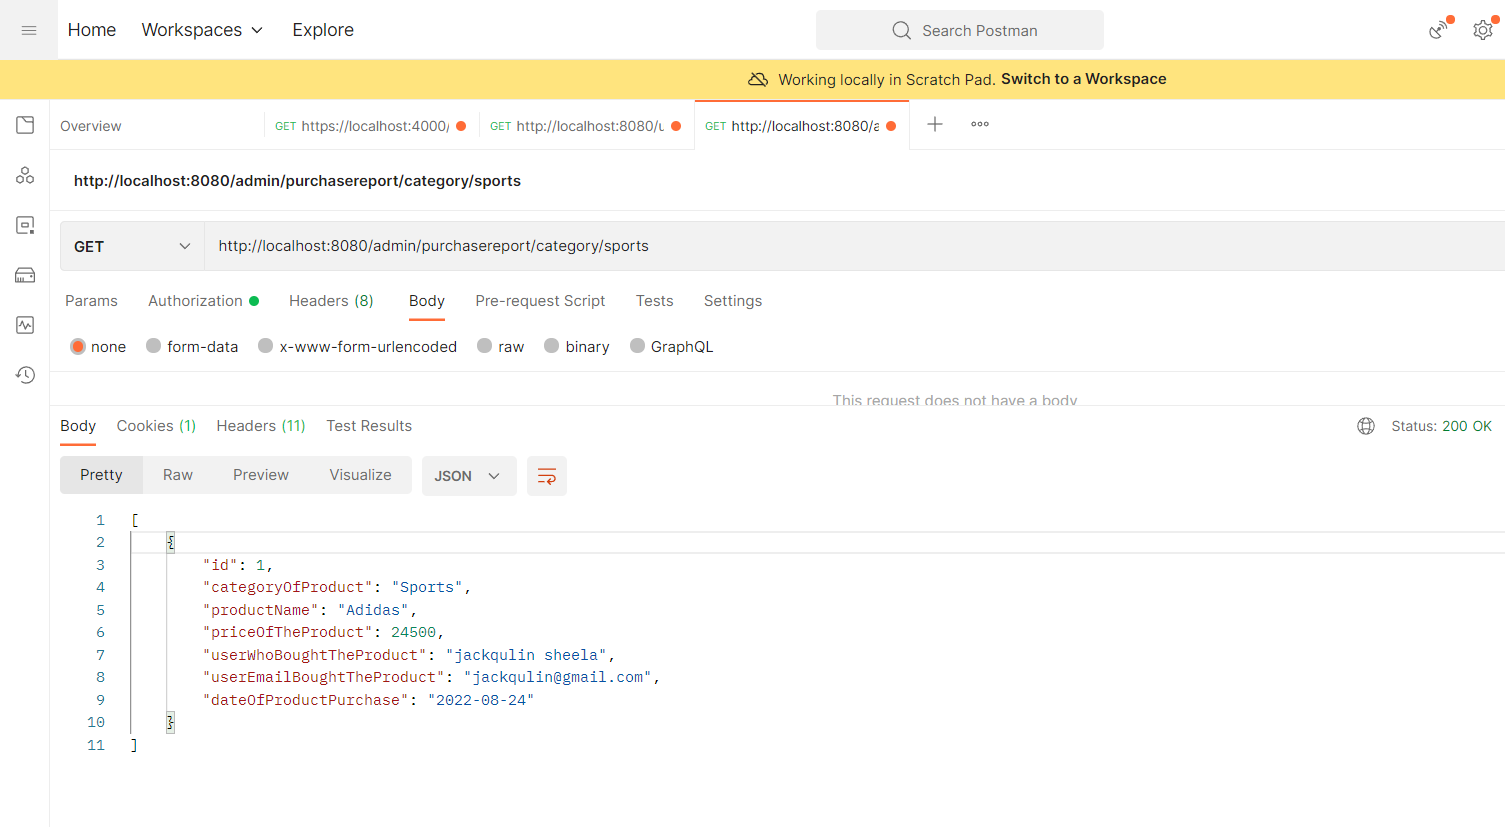 Home Workspaces Explore Search Postman
Working locally in Scratch Pad. Switch to a Workspace
Overview GET https://localhost:4000/ GET http://localhost:8080/u GET http://localhost:8080/a
http://localhost:8080/admin/purchasereport/category/sports
GET http://localhost:8080/admin/purchasereport/category/sports
Params Authorization Headers (8) Body Pre-request Script Tests Settings
none form-data x-www-form-urlencoded raw binary GraphQL
This request does not have a body
Body Cookies (1) Headers (11) Test Results Status: 200 OK
Pretty Raw Preview Visualize JSON
1 [
2 {
3 "id": 1,
4 "categoryOfProduct": "Sports",
5 "productName": "Adidas",
6 "priceOfTheProduct": 24500,
7 "userWhoBoughtTheProduct": "jackqulin sheela",
8 "userEmailBoughtTheProduct": "jackqulin@gmail.com",
9 "dateOfProductPurchase": "2022-08-24"
10 }
11 ]